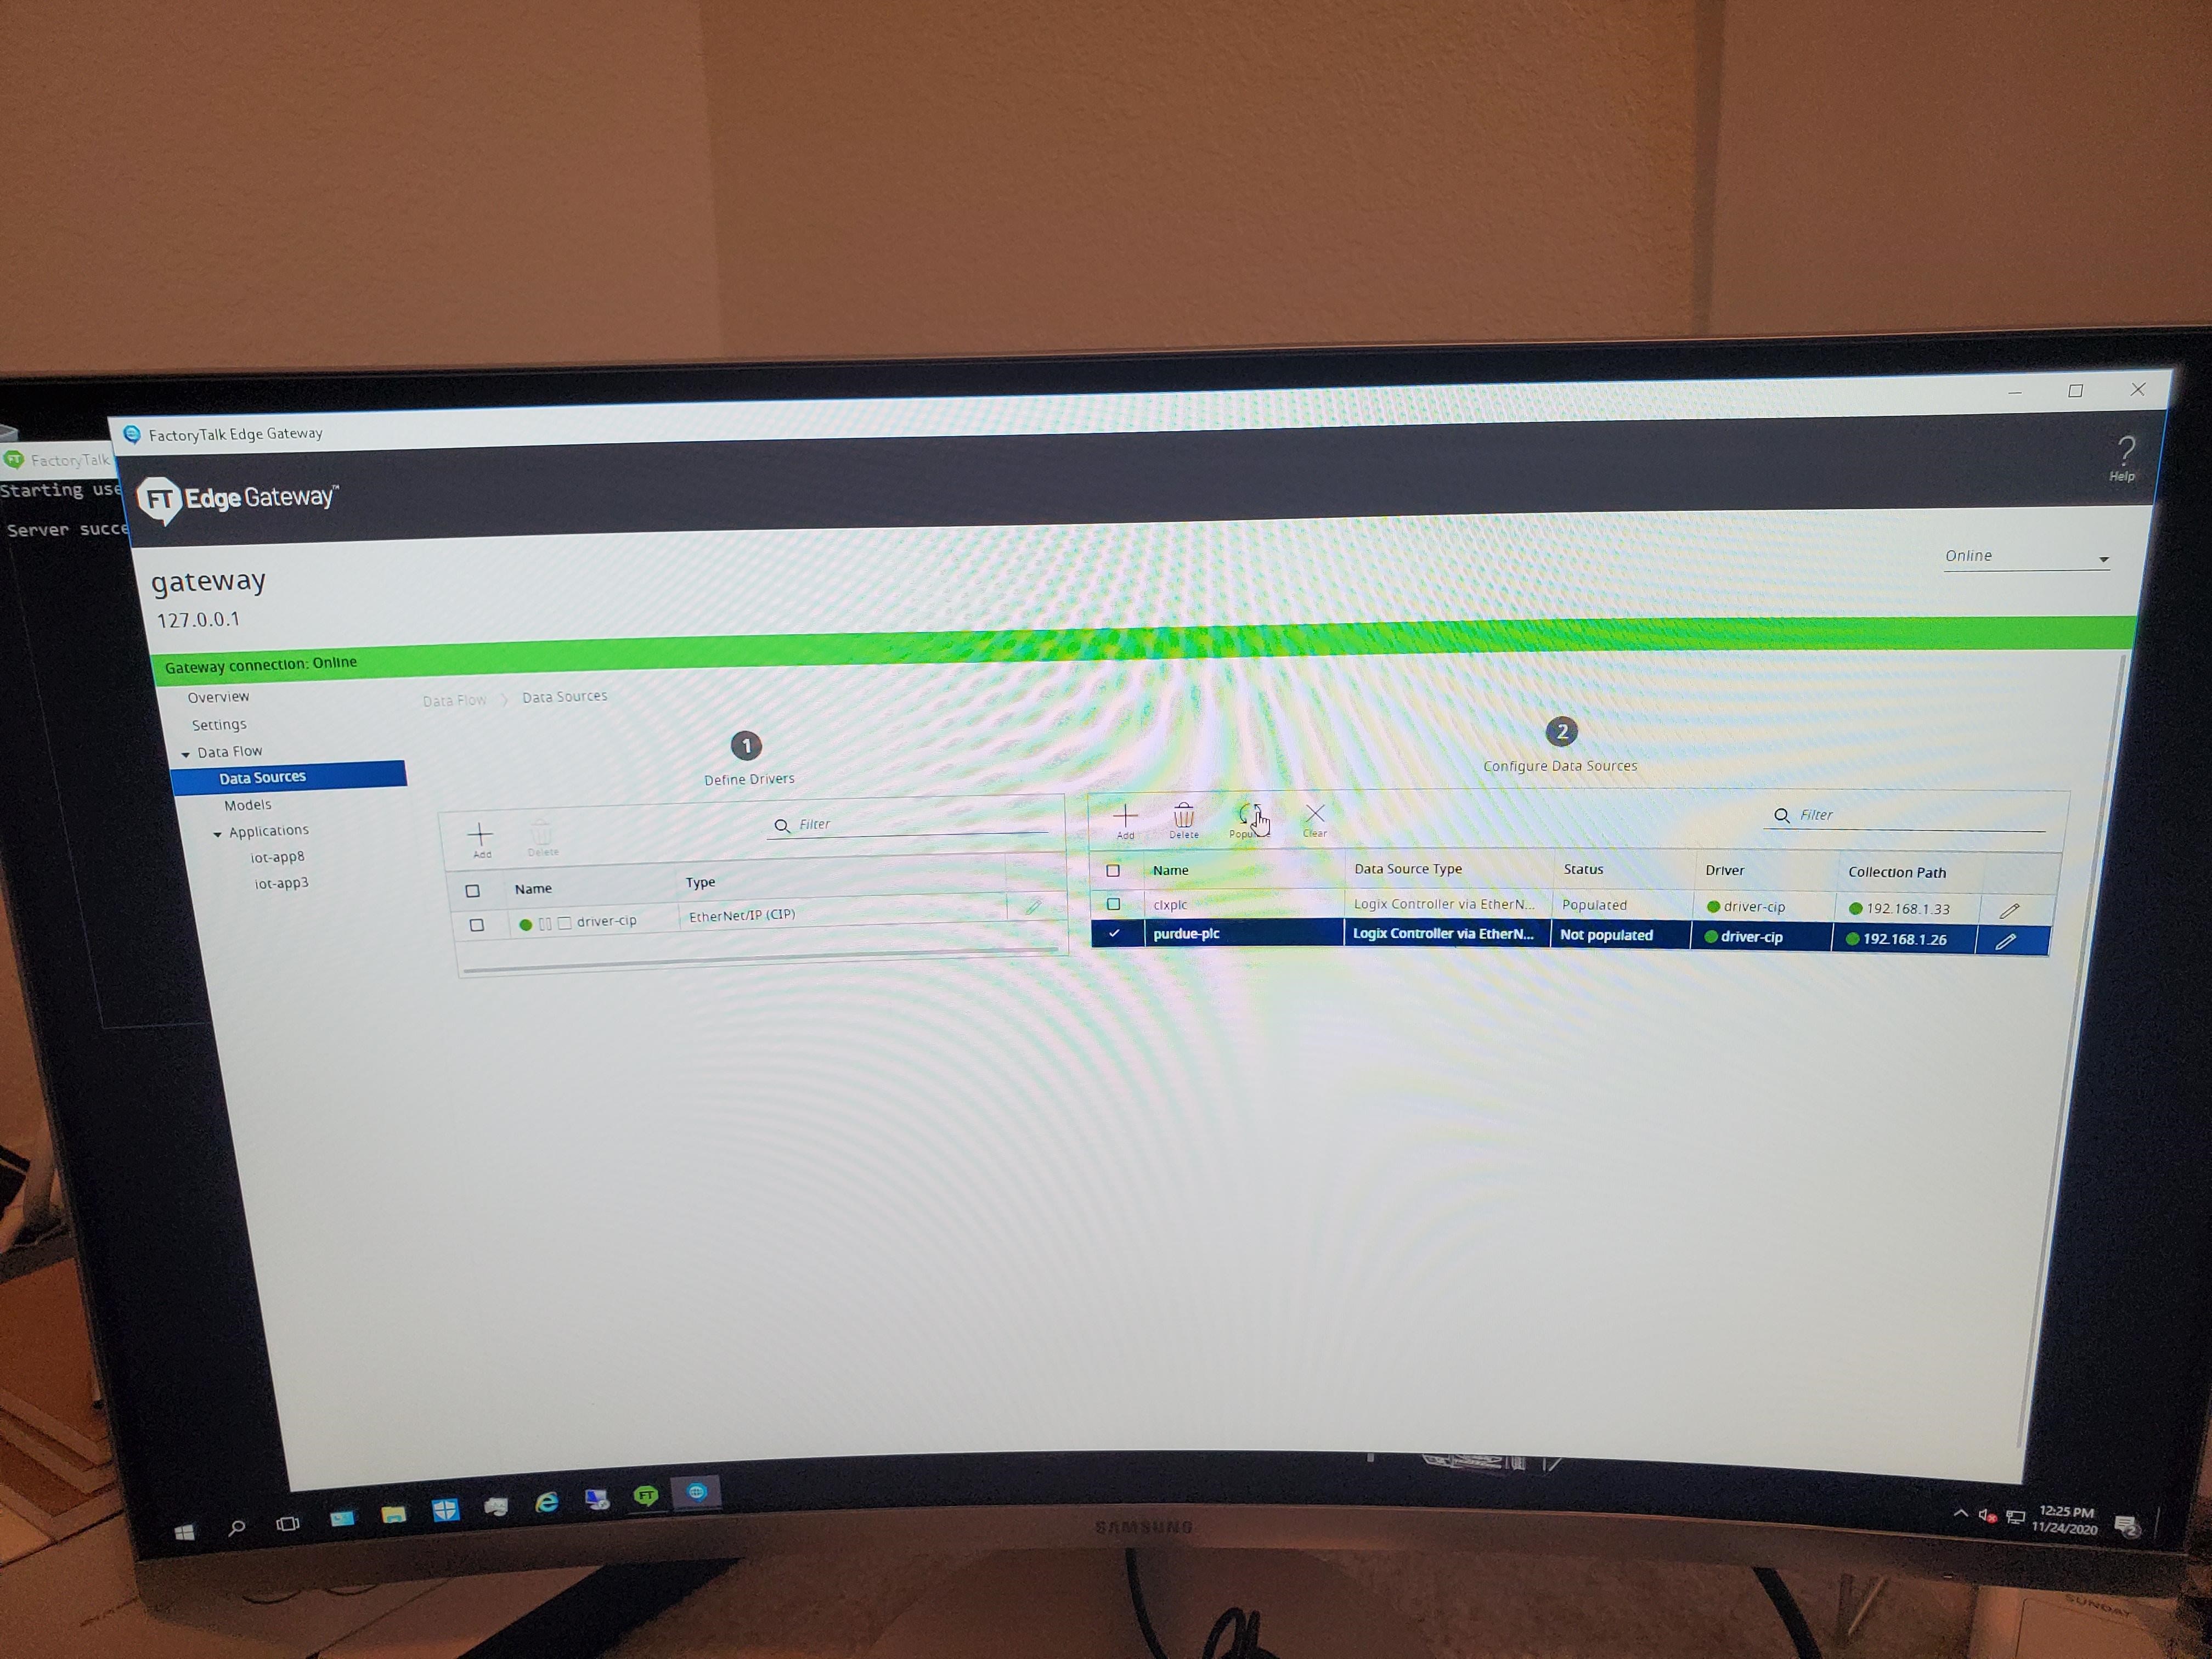 FactoryTalk Edge Gateway
FactoryTalk
Starting use
Server succe
FT Edge Gateway™
? Help
gateway
127.0.0.1
Online
Gateway connection: Online
Overview
Settings
Data Flow
Data Sources
Models
Applications
iot-app8
iot-app3
Data Flow > Data Sources
1
Define Drivers
Add Delete Filter
Name Type
driver-cip EtherNet/IP (CIP)
2
Configure Data Sources
Add Delete Clear Filter
Name Data Source Type Status Driver Collection Path
clxplc Logix Controller via EtherN... Populated driver-cip 192.168.1.33
purdue-plc Logix Controller via EtherN... Not populated driver-cip 192.168.1.26
FT
12:25 PM
11/24/2020
2
SAMSUNG
SUNDAY